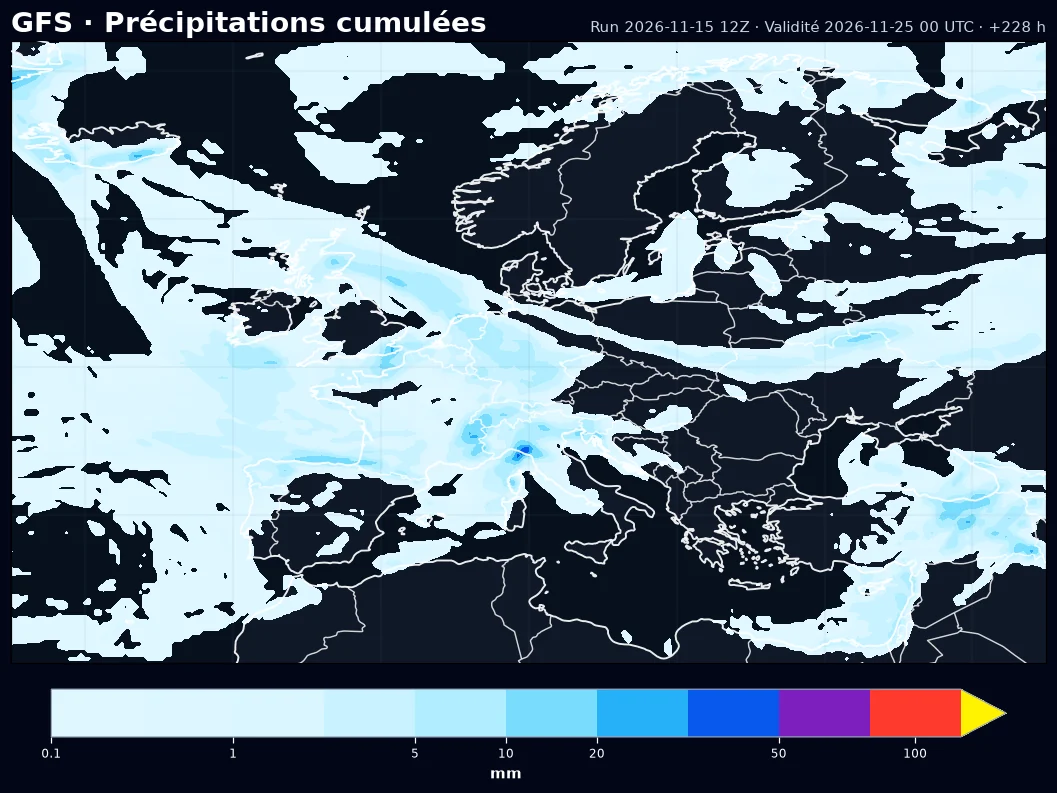 GFS · Précipitations cumulées
Run 2026-11-15 12Z · Validité 2026-11-25 00 UTC · +228 h
0.1 1 5 10 20 50 100
mm